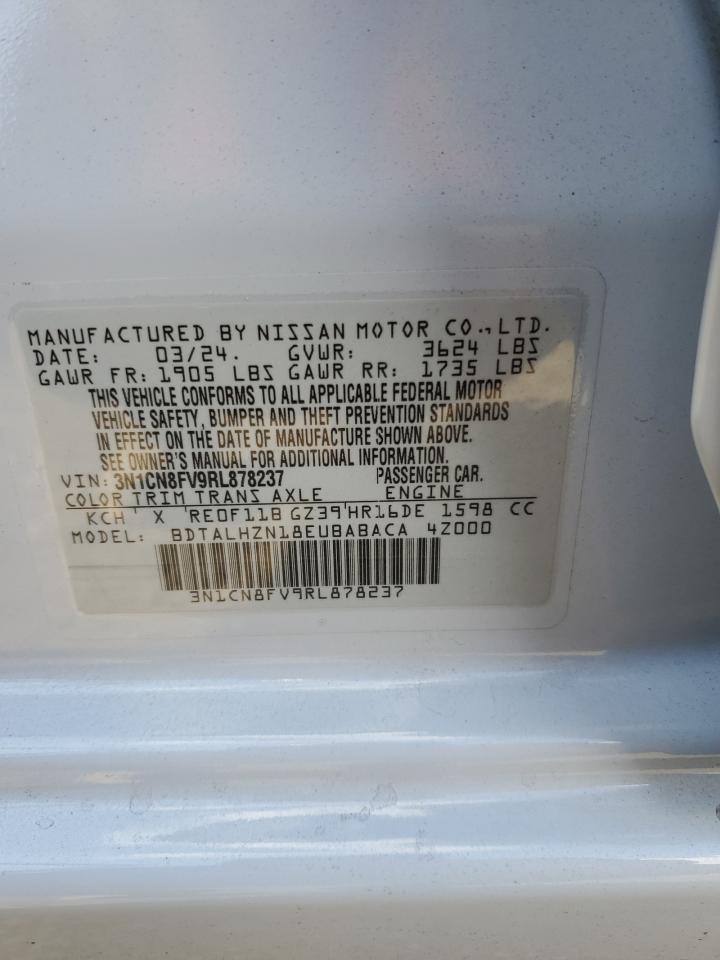 MANUFACTURED BY NISSAN MOTOR CO., LTD.
DATE: 03/24. GVWR: 3624 LBS
GAWR FR: 1905 LBS GAWR RR: 1735 LBS
THIS VEHICLE CONFORMS TO ALL APPLICABLE FEDERAL MOTOR
VEHICLE SAFETY, BUMPER AND THEFT PREVENTION STANDARDS
IN EFFECT ON THE DATE OF MANUFACTURE SHOWN ABOVE.
SEE OWNER'S MANUAL FOR ADDITIONAL INFORMATION.
VIN: 3N1CN8FV9RL878237 PASSENGER CAR.
COLOR TRIM TRANS AXLE ENGINE
KCH X RE0F11B GZ39 HR16DE 1598 CC
MODEL: BDTALHZN18EUBABACA 4Z000
3N1CN8FV9RL878237